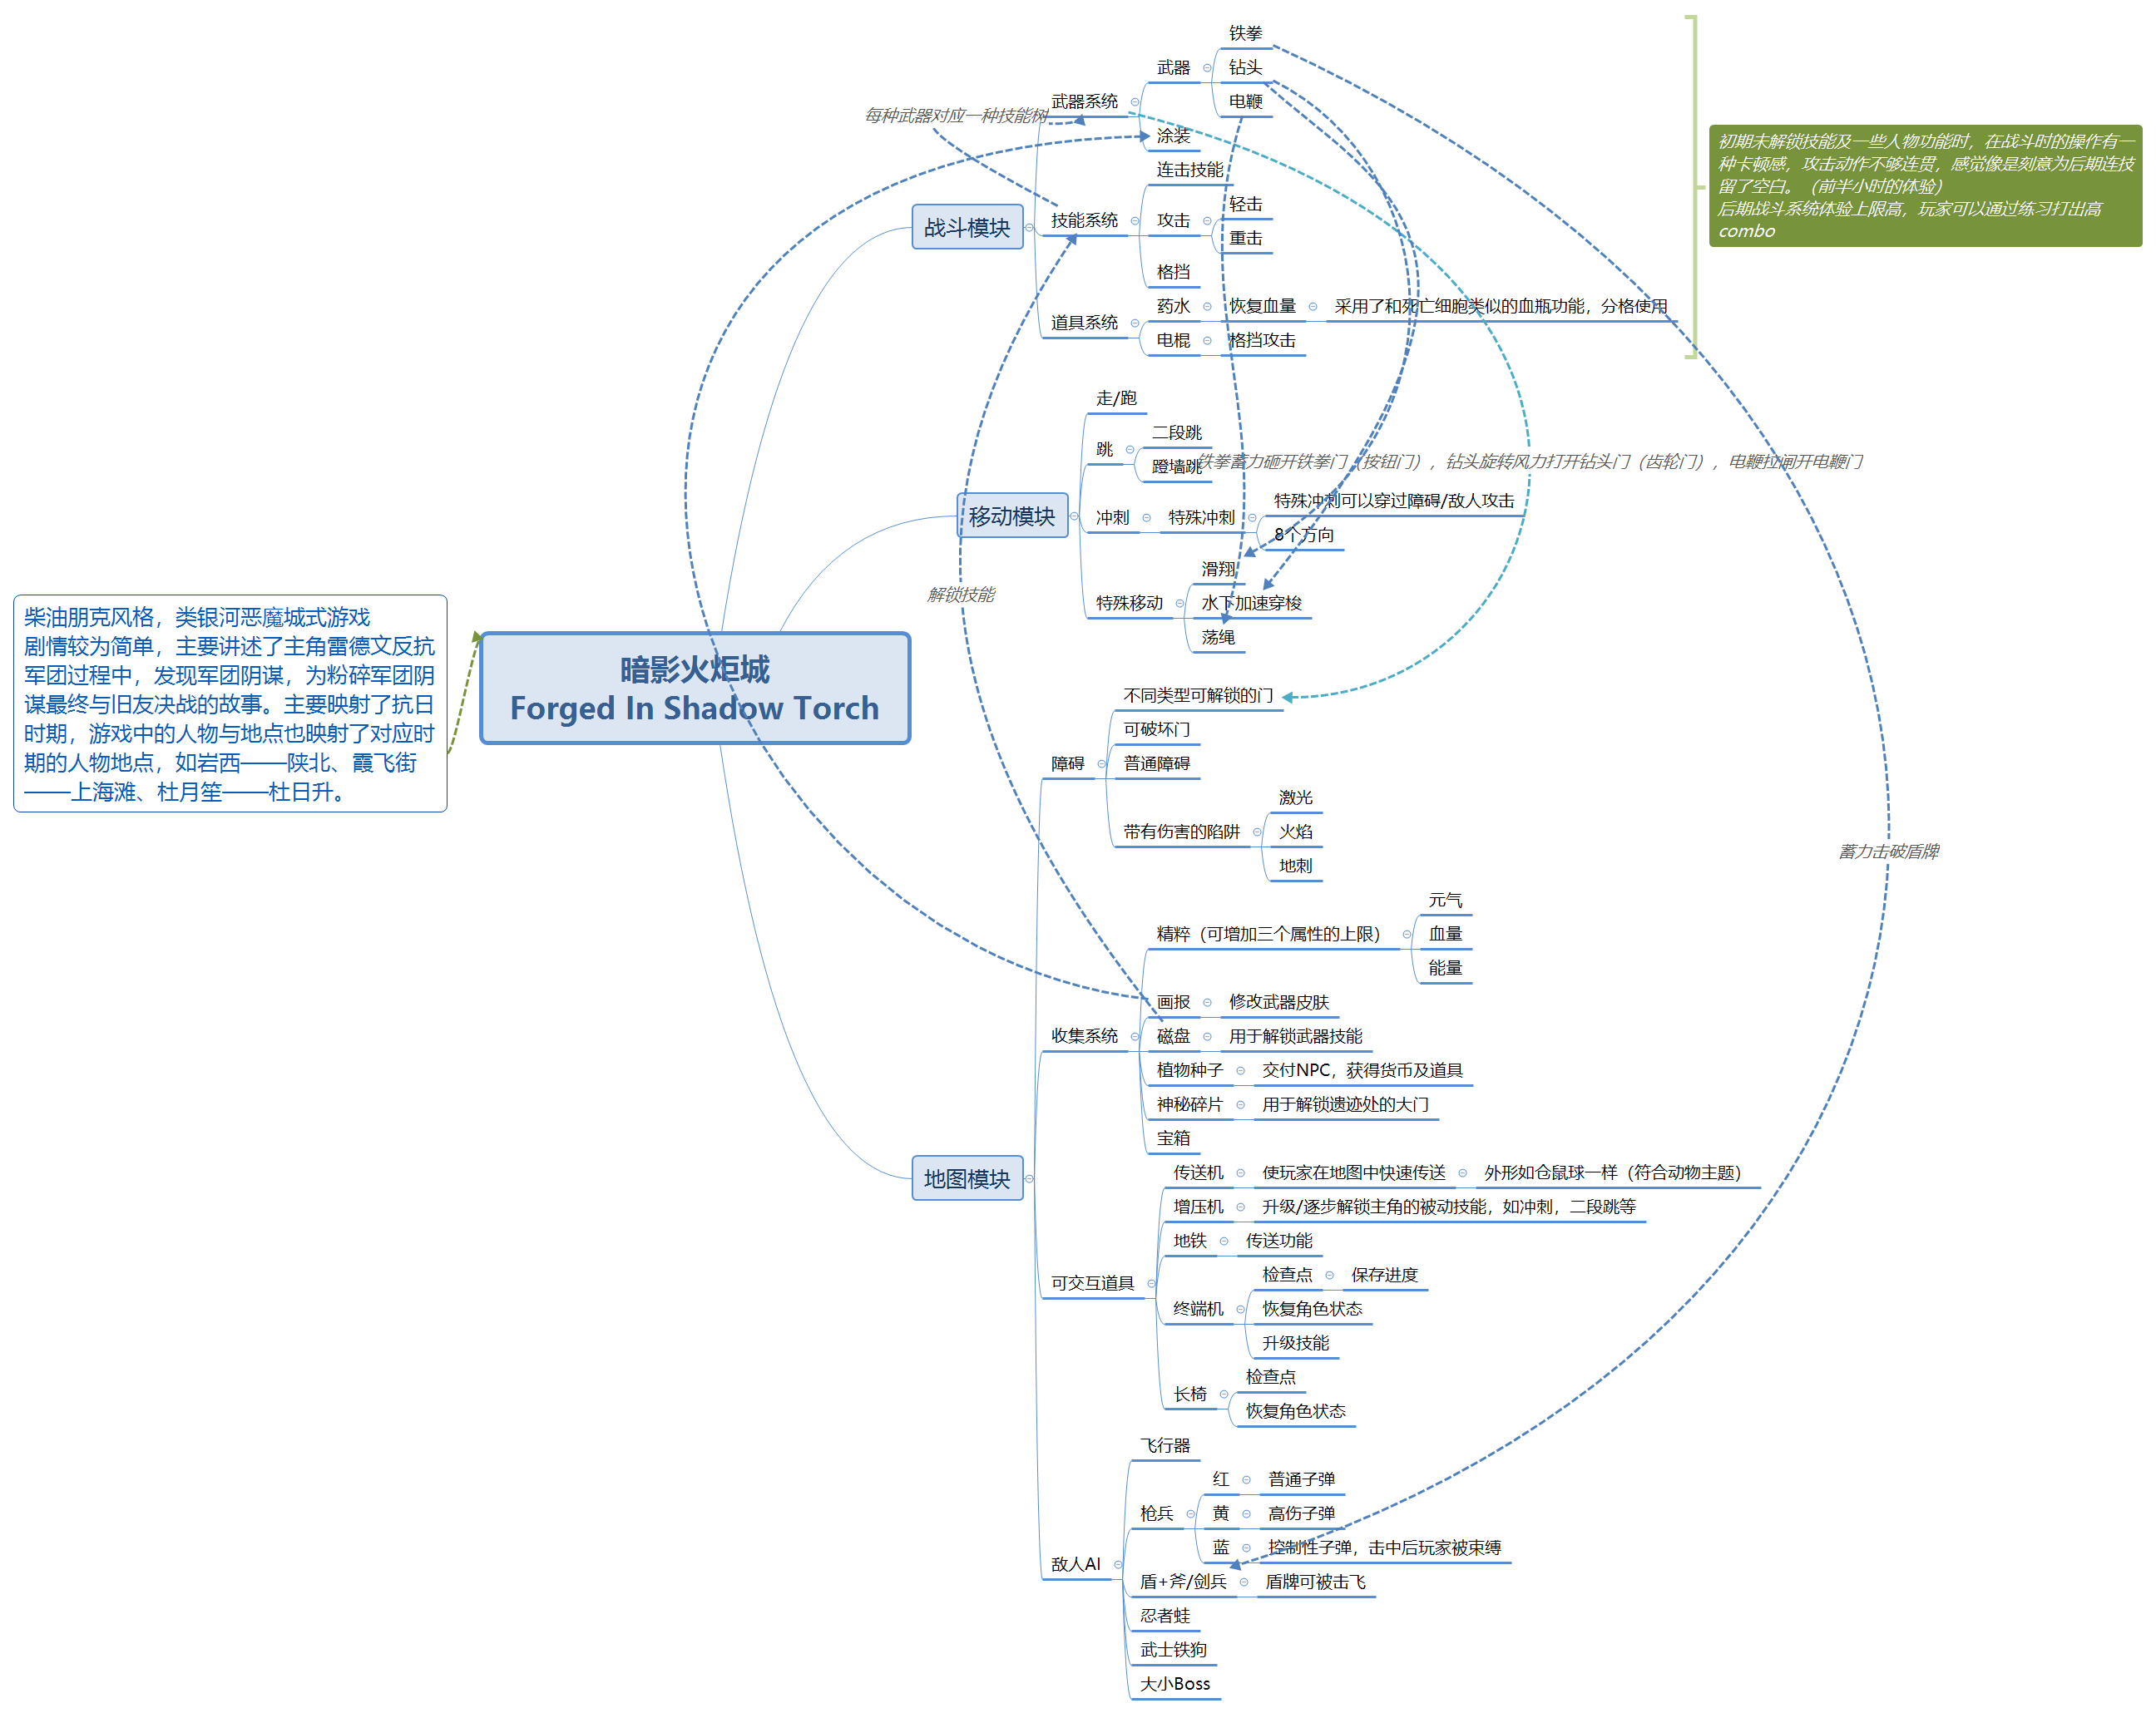 铁拳
武器
钻头
武器系统
电鞭
每种武器对应一种技能树
涂装
连击技能
轻击
战斗模块
技能系统
攻击
重击
格挡
药水
恢复血量
采用了和死亡细胞类似的血瓶功能，分格使用
道具系统
电棍
格挡攻击
初期未解锁技能及一些人物功能时，在战斗时的操作有一
种卡顿感，攻击动作不够连贯，感觉像是刻意为后期连技
留了空白。（前半小时的体验）
后期战斗系统体验上限高，玩家可以通过练习打出高
combo
走/跑
二段跳
跳
蹬墙跳
铁拳蓄力砸开铁拳门（按钮门），钻头旋转风力打开钻头门（齿轮门），电鞭拉闸开电鞭门
移动模块
冲刺
特殊冲刺
特殊冲刺可以穿过障碍/敌人攻击
8个方向
滑翔
特殊移动
水下加速穿梭
荡绳
解锁技能
柴油朋克风格，类银河恶魔城式游戏
剧情较为简单，主要讲述了主角雷德文反抗
军团过程中，发现军团阴谋，为粉碎军团阴
谋最终与旧友决战的故事。主要映射了抗日
时期，游戏中的人物与地点也映射了对应时
期的人物地点，如岩西——陕北、霞飞街
——上海滩、杜月笙——杜日升。
暗影火炬城
Forged In Shadow Torch
不同类型可解锁的门
可破坏门
障碍
普通障碍
激光
带有伤害的陷阱
火焰
地刺
蓄力击破盾牌
元气
精粹（可增加三个属性的上限）
血量
能量
画报
修改武器皮肤
收集系统
磁盘
用于解锁武器技能
植物种子
交付NPC，获得货币及道具
神秘碎片
用于解锁遗迹处的大门
宝箱
地图模块
传送机
使玩家在地图中快速传送
外形如仓鼠球一样（符合动物主题）
增压机
升级/逐步解锁主角的被动技能，如冲刺，二段跳等
地铁
传送功能
可交互道具
检查点
保存进度
终端机
恢复角色状态
升级技能
检查点
长椅
恢复角色状态
飞行器
红
普通子弹
枪兵
黄
高伤子弹
蓝
控制性子弹，击中后玩家被束缚
敌人AI
盾+斧/剑兵
盾牌可被击飞
忍者蛙
武士铁狗
大小Boss